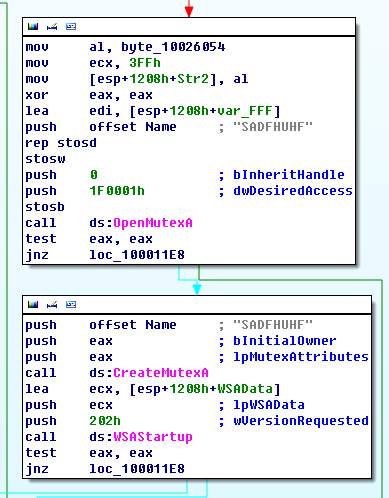 mov al, byte_10026054
mov ecx, 3FFh
mov [esp+1208h+Str2], al
xor eax, eax
lea edi, [esp+1208h+var_FFF]
push offset Name ; "SADFHUHF"
rep stosd
stosw
push 0 ; bInheritHandle
push 1F0001h ; dwDesiredAccess
stosb
call ds:OpenMutexA
test eax, eax
jnz loc_100011E8
push offset Name ; "SADFHUHF"
push eax ; bInitialOwner
push eax ; lpMutexAttributes
call ds:CreateMutexA
lea ecx, [esp+1208h+WSAData]
push ecx ; lpWSAData
push 202h ; wVersionRequested
call ds:WSAStartup
test eax, eax
jnz loc_100011E8